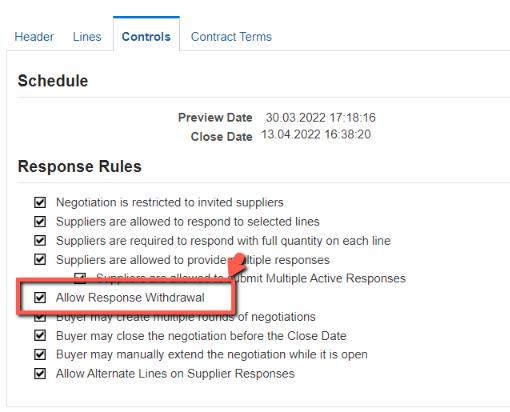 Header Lines Controls Contract Terms
Schedule
Preview Date 30.03.2022 17:18:16
Close Date 13.04.2022 16:38:20
Response Rules
Negotiation is restricted to invited suppliers
Suppliers are allowed to respond to selected lines
Suppliers are required to respond with full quantity on each line
Suppliers are allowed to provide multiple responses
Suppliers are allowed to submit Multiple Active Responses
Allow Response Withdrawal
Buyer may create multiple rounds of negotiations
Buyer may close the negotiation before the Close Date
Buyer may manually extend the negotiation while it is open
Allow Alternate Lines on Supplier Responses